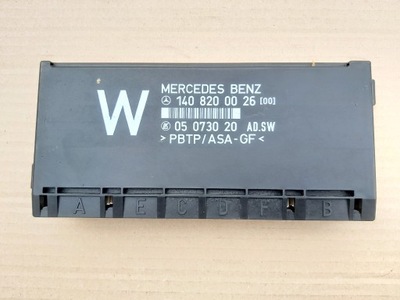 W
MERCEDES BENZ
140 820 00 26 [00]
05 0730 20 AD.SW
>PBTP/ASA-GF<
A E C D F B